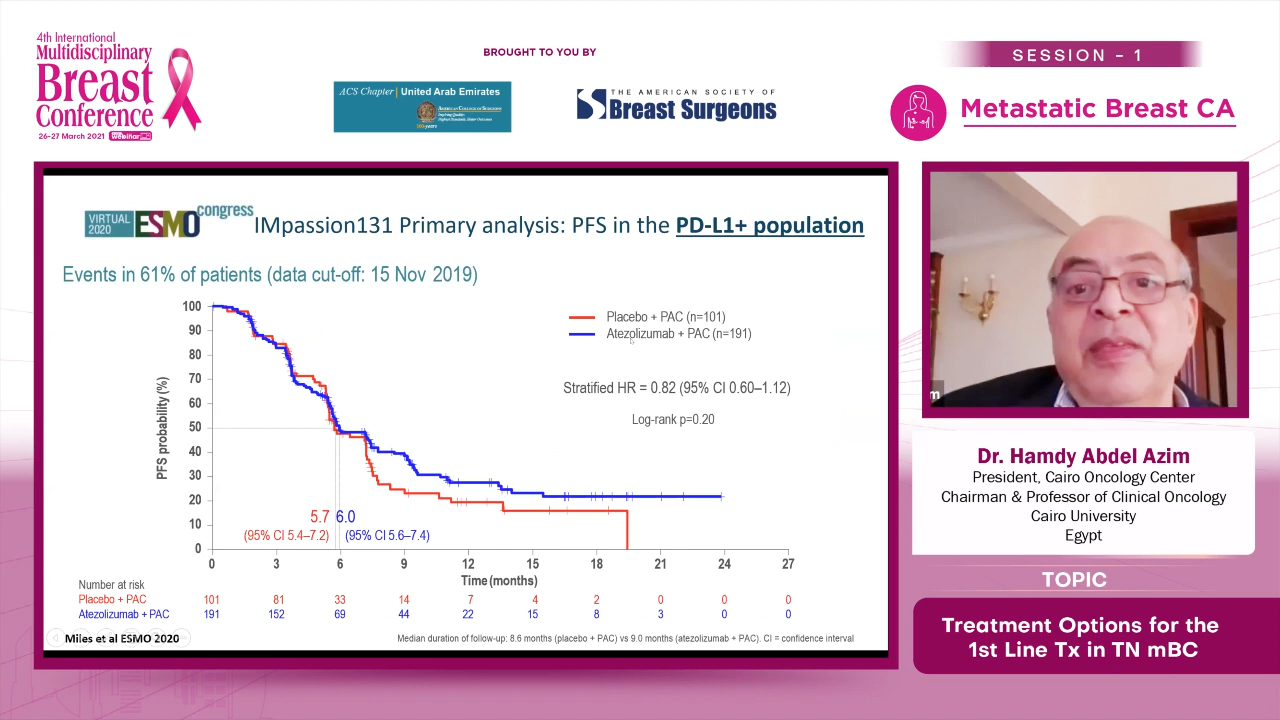 4th International
Multidisciplinary
Breast
Conference
26-27 March 2021 Webinar
BROUGHT TO YOU BY
ACS Chapter | United Arab Emirates
AMERICAN COLLEGE OF SURGEONS
THE AMERICAN SOCIETY OF
Breast Surgeons
SESSION - 1
Metastatic Breast CA
VIRTUAL
2020
ESMO
congress
IMpassion131 Primary analysis: PFS in the PD-L1+ population
Events in 61% of patients (data cut-off: 15 Nov 2019)
PFS probability (%)
100
90
80
70
60
50
40
30
20
10
0
Placebo + PAC (n=101)
Atezolizumab + PAC (n=191)
Stratified HR = 0.82 (95% CI 0.60–1.12)
Log-rank p=0.20
5.7 6.0
(95% CI 5.4–7.2) (95% CI 5.6–7.4)
0 3 6 9 12 15 18 21 24 27
Time (months)
Number at risk
Placebo + PAC 101 81 33 14 7 4 2 0 0 0
Atezolizumab + PAC 191 152 69 44 22 15 8 3 0 0
Miles et al ESMO 2020
Median duration of follow-up: 8.6 months (placebo + PAC) vs 9.0 months (atezolizumab + PAC). CI = confidence interval
m
Dr. Hamdy Abdel Azim
President, Cairo Oncology Center
Chairman & Professor of Clinical Oncology
Cairo University
Egypt
TOPIC
Treatment Options for the
1st Line Tx in TN mBC